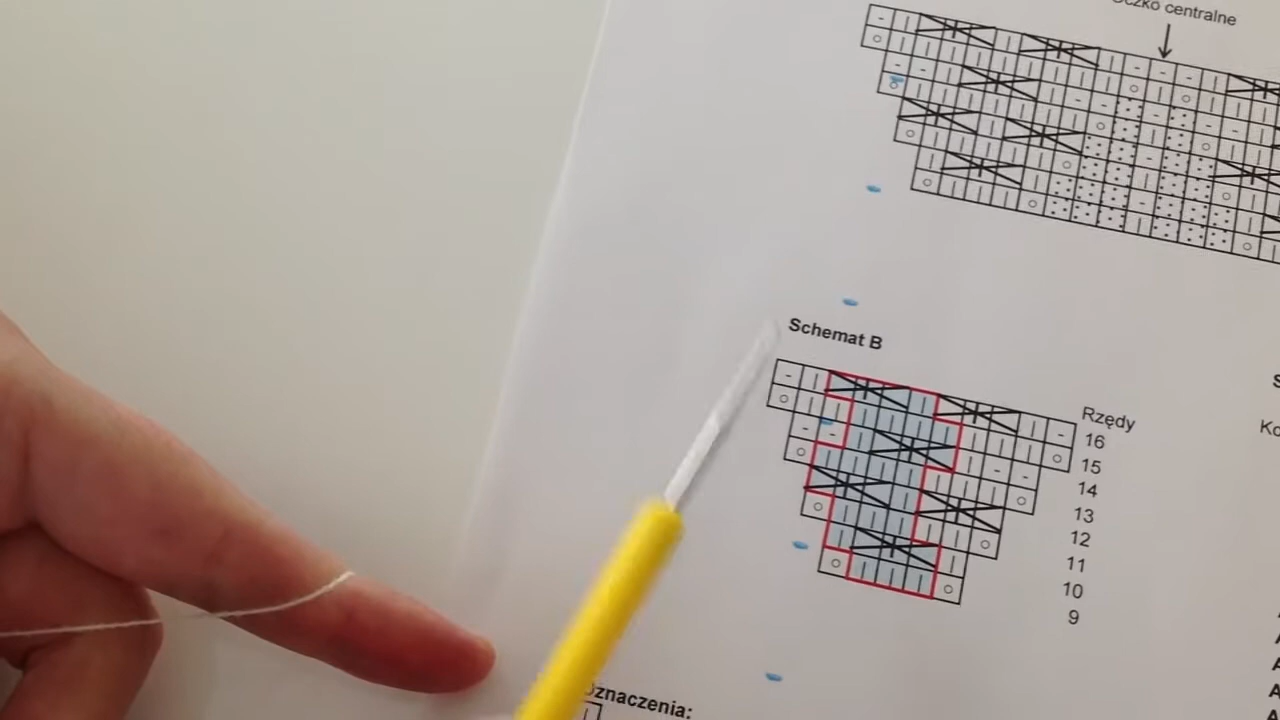 Oczko centralne
Schemat B
Rzędy
16
15
14
13
12
11
10
9
Oznaczenia: